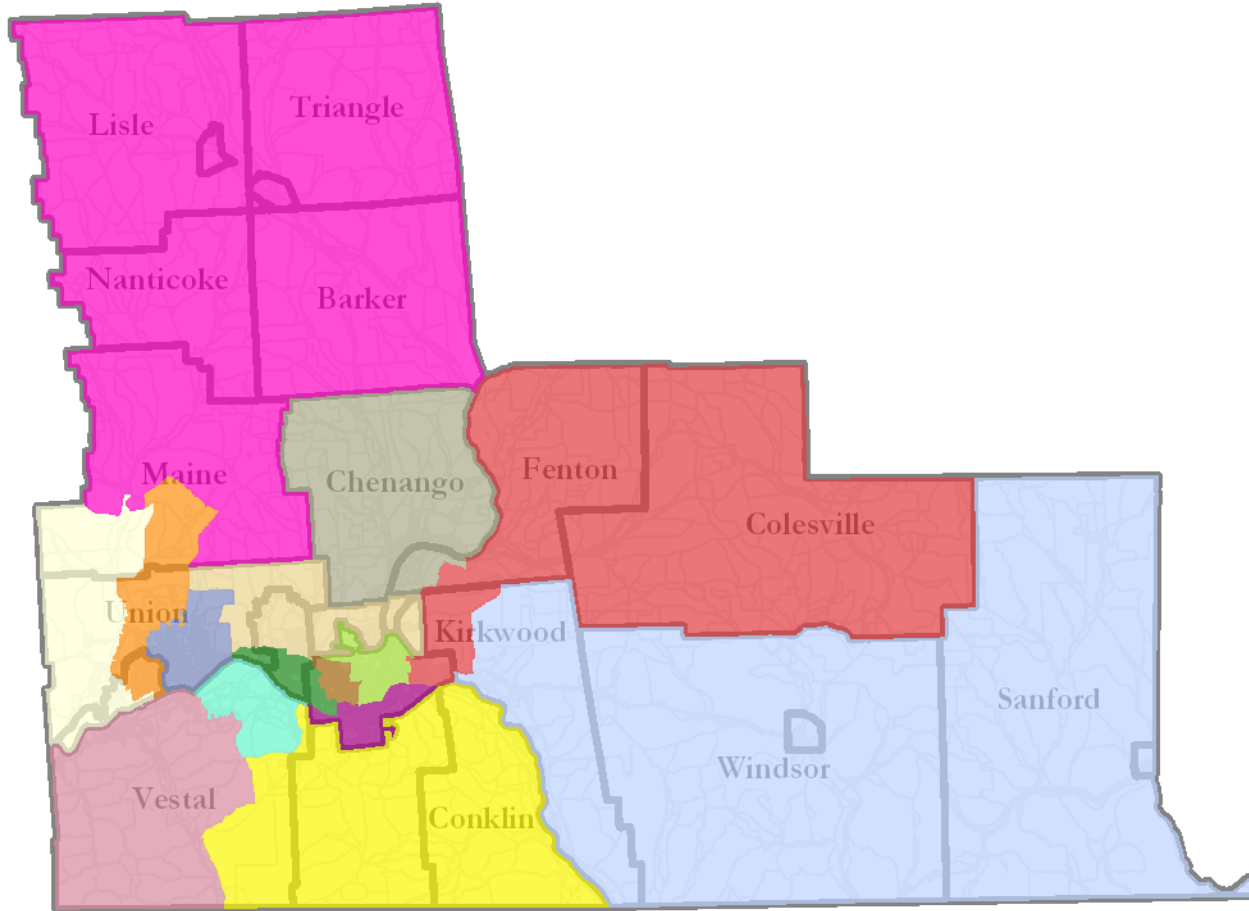 Triangle
Lisle
Nanticoke
Barker
Fenton
Maine
Chenango
Colesville
Union
Kirkwood
Sanford
Windsor
Vestal
Conklin